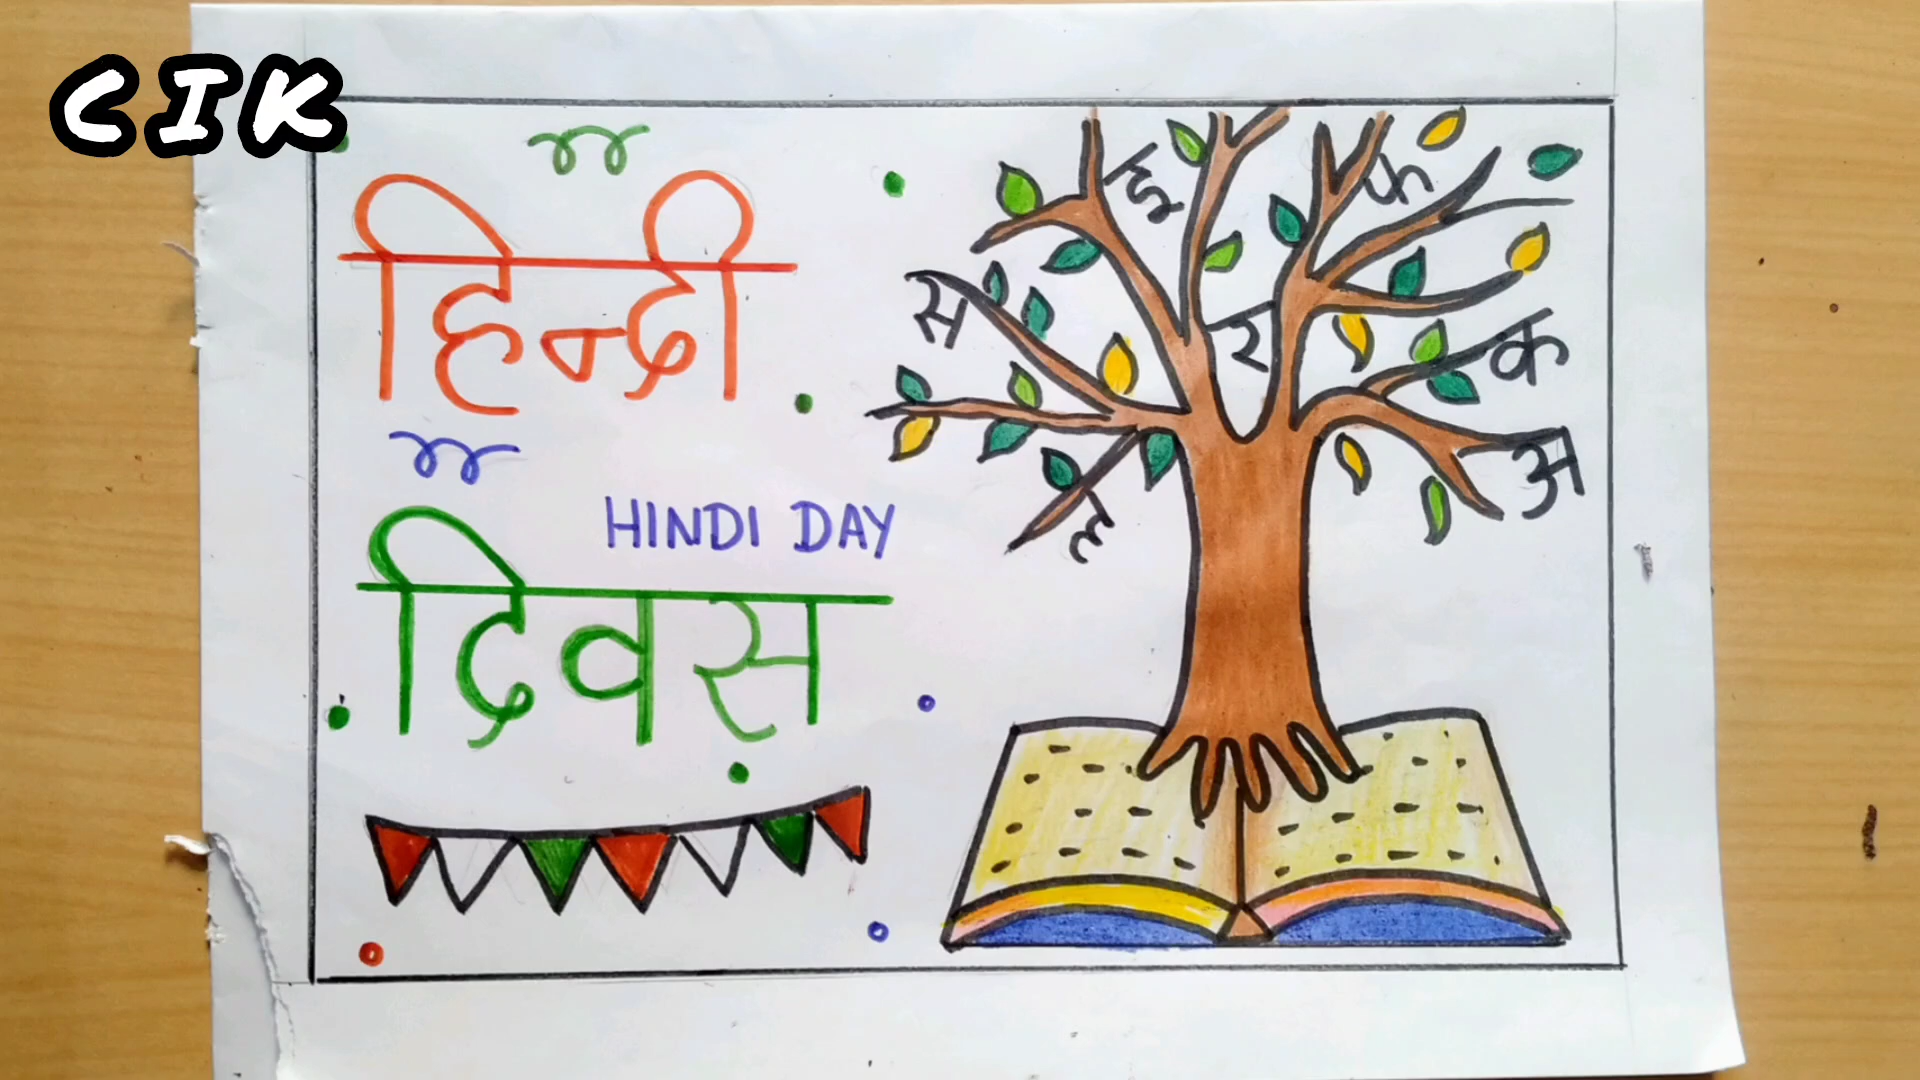 CIK
हिन्दी
HINDI DAY
दिवस
इ
फ
स
रा
क
अ
ल